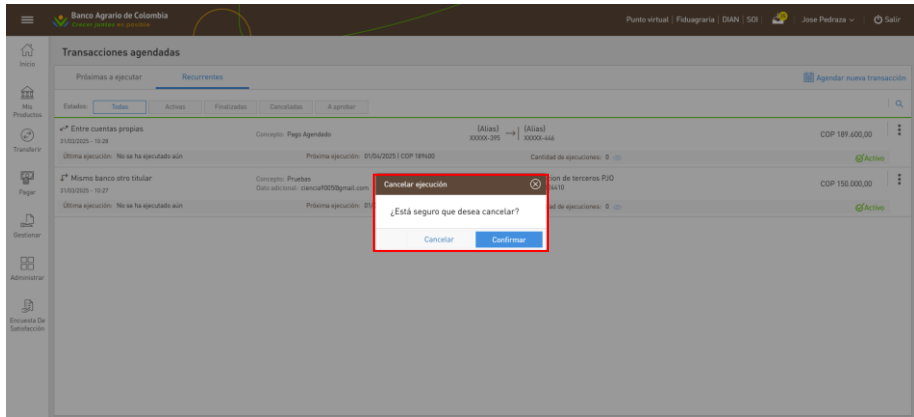 Banco Agrario de Colombia
Crecer juntos es posible
Punto virtual | Fiduagraria | DIAN | SOI | Jose Pedraza | Salir
Inicio
Mis
Productos
Transferir
Pagar
Gestionar
Administrar
Encuesta De
Satisfacción
Transacciones agendadas
Próximas a ejecutar
Recurrentes
Agendar nueva transacción
Estados: Todas Activas Finalizadas Canceladas A aprobar
Entre cuentas propias
31/03/2025 - 10:28
Concepto: Pago Agendado
(Alias)
XXXXX-395
(Alias)
XXXXX-446
COP 189.600,00
Última ejecución: No se ha ejecutado aún
Próxima ejecución: 01/04/2025 | COP 189600
Cantidad de ejecuciones: 0
Activo
Mismo banco otro titular
31/03/2025 - 10:27
Concepto: Pruebas
Dato adicional:
ion de terceros PJO
COP 150.000,00
Última ejecución: No se ha ejecutado aún
Próxima ejecución: 01/
ad de ejecuciones: 0
Activo
Cancelar ejecución
¿Está seguro que desea cancelar?
Cancelar
Confirmar